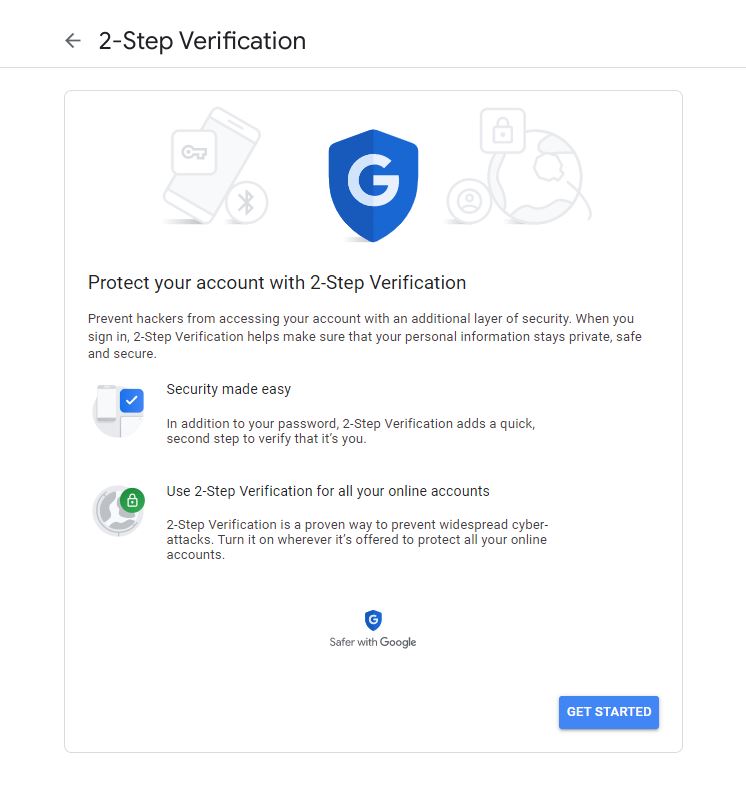 2-Step Verification
G
Protect your account with 2-Step Verification
Prevent hackers from accessing your account with an additional layer of security. When you
sign in, 2-Step Verification helps make sure that your personal information stays private, safe
and secure.
Security made easy
In addition to your password, 2-Step Verification adds a quick,
second step to verify that it's you.
Use 2-Step Verification for all your online accounts
2-Step Verification is a proven way to prevent widespread cyber-
attacks. Turn it on wherever it's offered to protect all your online
accounts.
G
Safer with Google
GET STARTED